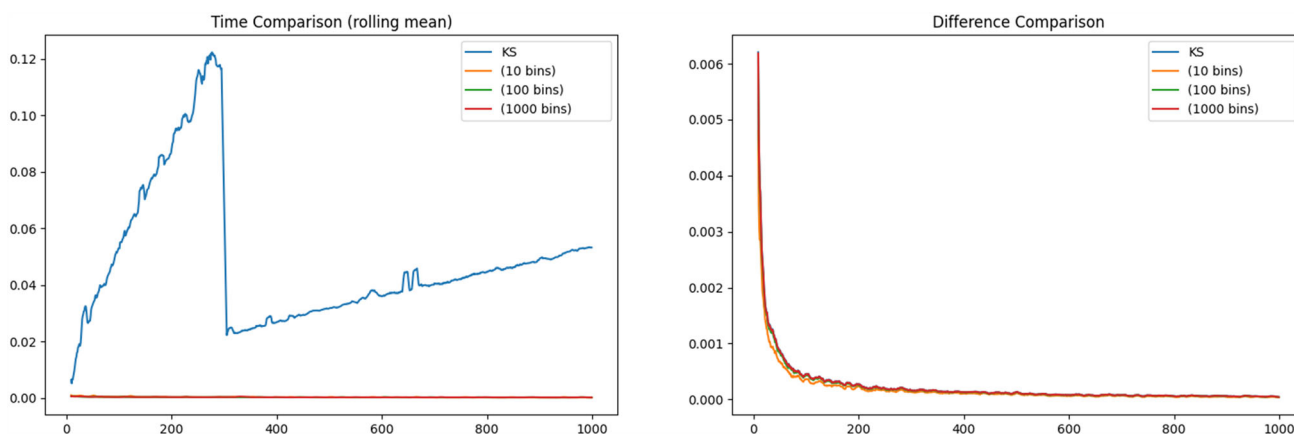 Time Comparison (rolling mean)
KS
(10 bins)
(100 bins)
(1000 bins)
0.12
0.10
0.08
0.06
0.04
0.02
0.00
0
200
400
600
800
1000
Difference Comparison
KS
(10 bins)
(100 bins)
(1000 bins)
0.006
0.005
0.004
0.003
0.002
0.001
0.000
0
200
400
600
800
1000